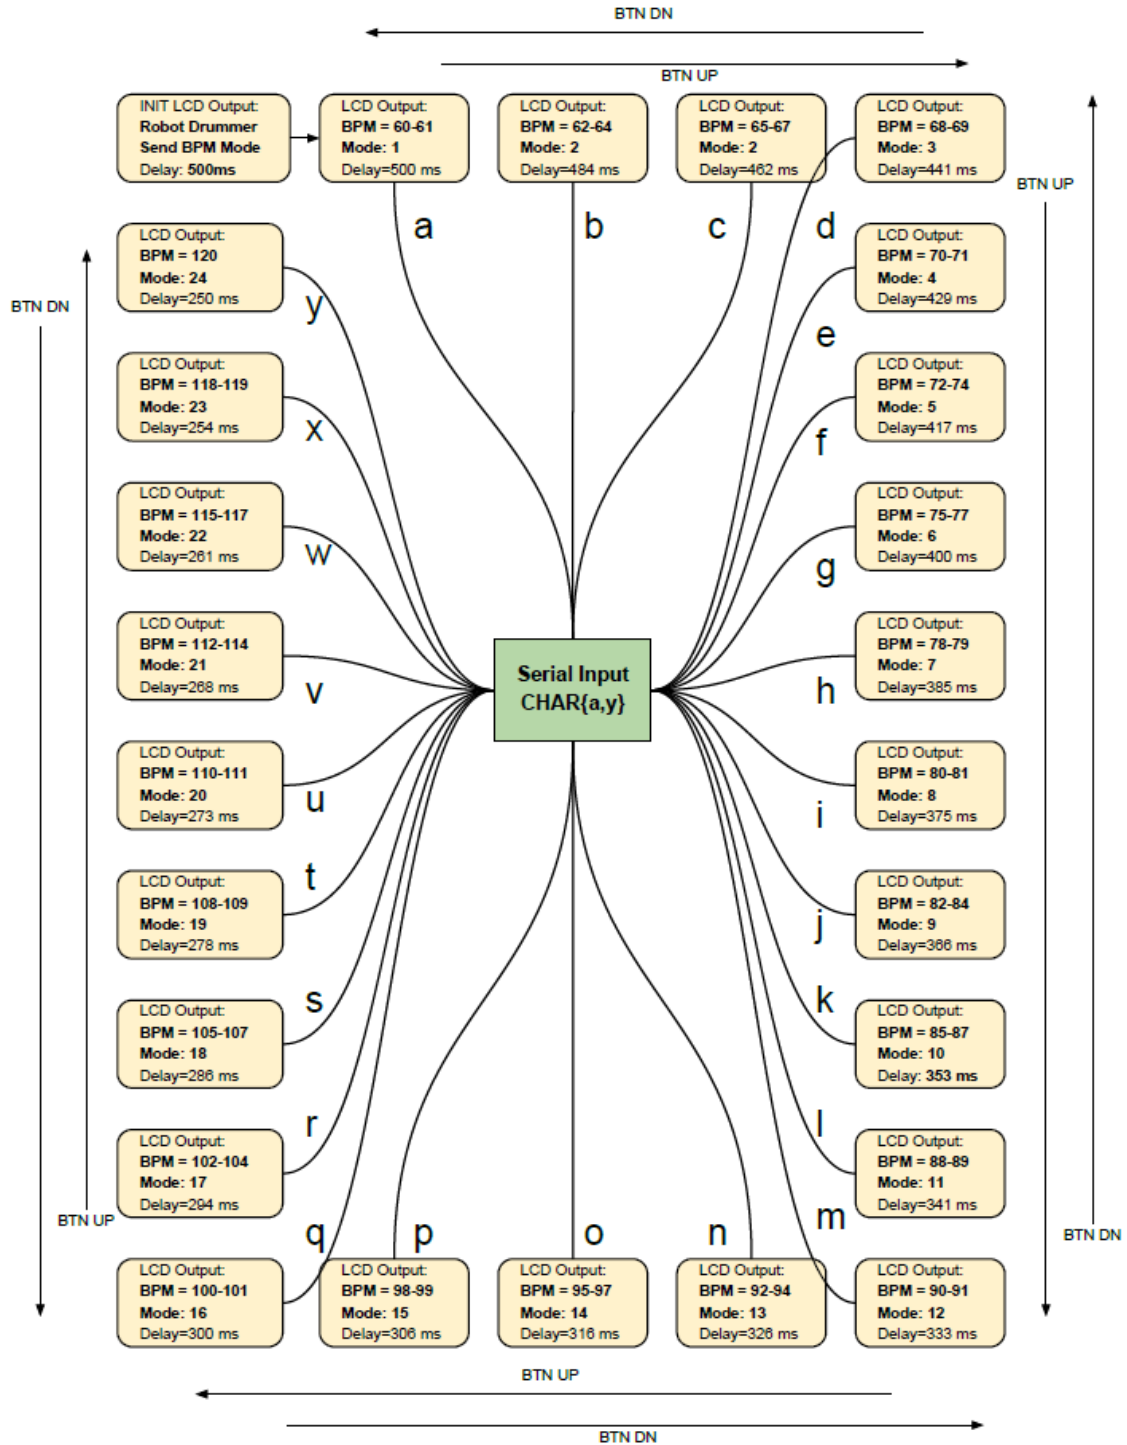 BTN DN
BTN UP
INIT LCD Output:
Robot Drummer
Send BPM Mode
Delay: 500ms
LCD Output:
BPM = 60-61
Mode: 1
Delay=500 ms
LCD Output:
BPM = 62-64
Mode: 2
Delay=484 ms
LCD Output:
BPM = 65-67
Mode: 2
Delay=462 ms
LCD Output:
BPM = 68-69
Mode: 3
Delay=441 ms
BTN UP
a
b
c
d
LCD Output:
BPM = 120
Mode: 24
Delay=250 ms
y
LCD Output:
BPM = 70-71
Mode: 4
Delay=429 ms
e
BTN DN
LCD Output:
BPM = 118-119
Mode: 23
Delay=254 ms
x
LCD Output:
BPM = 72-74
Mode: 5
Delay=417 ms
f
LCD Output:
BPM = 115-117
Mode: 22
Delay=261 ms
w
LCD Output:
BPM = 75-77
Mode: 6
Delay=400 ms
g
LCD Output:
BPM = 112-114
Mode: 21
Delay=268 ms
v
Serial Input
CHAR{a,y}
LCD Output:
BPM = 78-79
Mode: 7
Delay=385 ms
h
LCD Output:
BPM = 110-111
Mode: 20
Delay=273 ms
u
LCD Output:
BPM = 80-81
Mode: 8
Delay=375 ms
i
LCD Output:
BPM = 108-109
Mode: 19
Delay=278 ms
t
LCD Output:
BPM = 82-84
Mode: 9
Delay=366 ms
j
LCD Output:
BPM = 105-107
Mode: 18
Delay=286 ms
s
LCD Output:
BPM = 85-87
Mode: 10
Delay: 353 ms
k
LCD Output:
BPM = 102-104
Mode: 17
Delay=294 ms
r
LCD Output:
BPM = 88-89
Mode: 11
Delay=341 ms
l
BTN UP
BTN DN
q
p
o
n
m
LCD Output:
BPM = 100-101
Mode: 16
Delay=300 ms
LCD Output:
BPM = 98-99
Mode: 15
Delay=306 ms
LCD Output:
BPM = 95-97
Mode: 14
Delay=316 ms
LCD Output:
BPM = 92-94
Mode: 13
Delay=326 ms
LCD Output:
BPM = 90-91
Mode: 12
Delay=333 ms
BTN UP
BTN DN